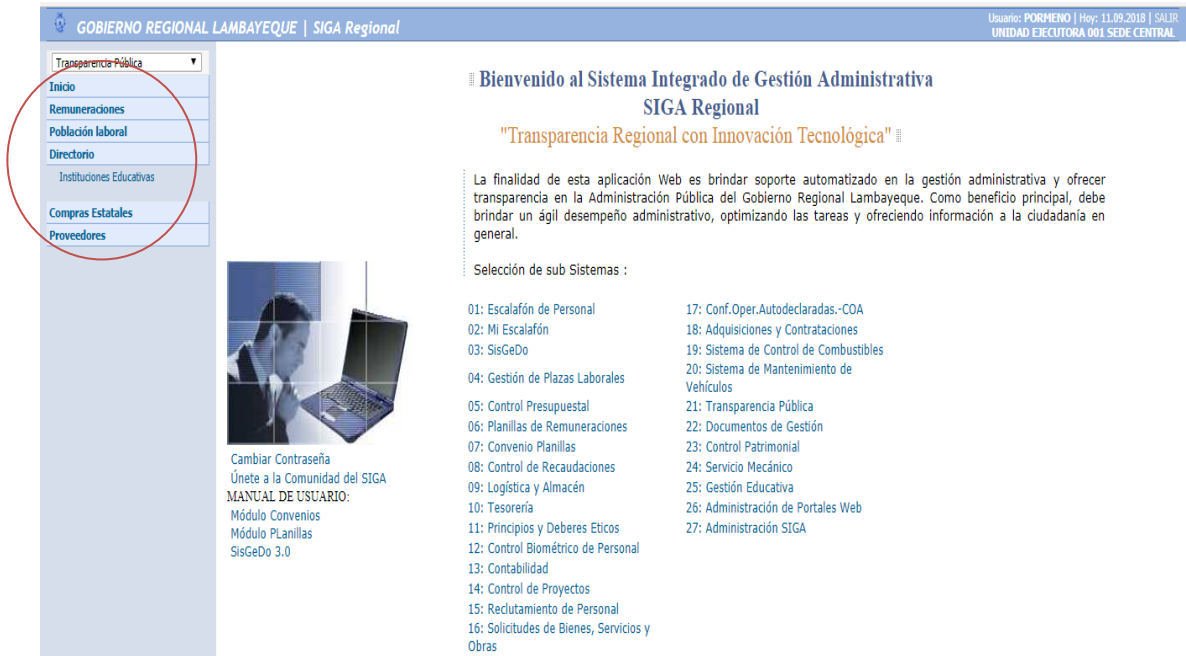 GOBIERNO REGIONAL LAMBAYEQUE | SIGA Regional
Usuario: PORMENO | Hoy: 11.09.2018 | SALIR
UNIDAD EJECUTORA 001 SEDE CENTRAL
Transparencia Pública
Inicio
Remuneraciones
Población laboral
Directorio
Instituciones Educativas
Compras Estatales
Proveedores
Bienvenido al Sistema Integrado de Gestión Administrativa
SIGA Regional
"Transparencia Regional con Innovación Tecnológica"
La finalidad de esta aplicación Web es brindar soporte automatizado en la gestión administrativa y ofrecer
transparencia en la Administración Pública del Gobierno Regional Lambayeque. Como beneficio principal, debe
brindar un ágil desempeño administrativo, optimizando las tareas y ofreciendo información a la ciudadanía en
general.
Selección de sub Sistemas :
01: Escalafón de Personal
02: Mi Escalafón
03: SisGeDo
04: Gestión de Plazas Laborales
05: Control Presupuestal
06: Planillas de Remuneraciones
07: Convenio Planillas
08: Control de Recaudaciones
09: Logística y Almacén
10: Tesorería
11: Principios y Deberes Eticos
12: Control Biométrico de Personal
13: Contabilidad
14: Control de Proyectos
15: Reclutamiento de Personal
16: Solicitudes de Bienes, Servicios y
Obras
17: Conf.Oper.Autodeclaradas.-COA
18: Adquisiciones y Contrataciones
19: Sistema de Control de Combustibles
20: Sistema de Mantenimiento de
Vehículos
21: Transparencia Pública
22: Documentos de Gestión
23: Control Patrimonial
24: Servicio Mecánico
25: Gestión Educativa
26: Administración de Portales Web
27: Administración SIGA
Cambiar Contraseña
Únete a la Comunidad del SIGA
MANUAL DE USUARIO:
Módulo Convenios
Módulo PLanillas
SisGeDo 3.0